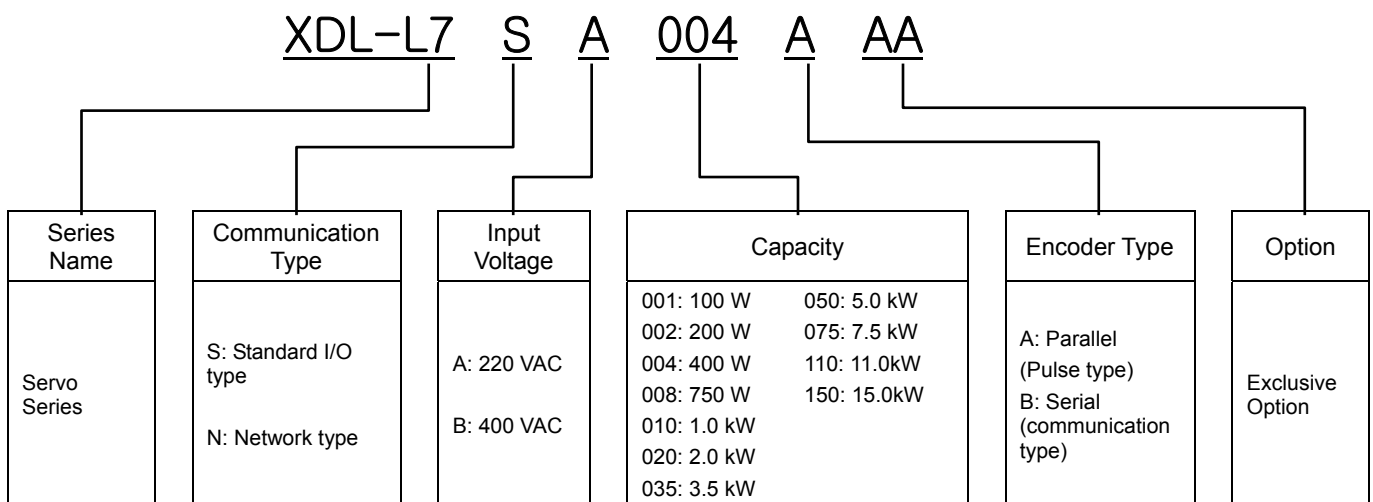 XDL-L7 S A 004 A AA
Series
Name
Servo
Series
Communication
Type
S: Standard I/O
type
N: Network type
Input
Voltage
A: 220 VAC
B: 400 VAC
Capacity
001: 100 W
002: 200 W
004: 400 W
008: 750 W
010: 1.0 kW
020: 2.0 kW
035: 3.5 kW
050: 5.0 kW
075: 7.5 kW
110: 11.0kW
150: 15.0kW
Encoder Type
A: Parallel
(Pulse type)
B: Serial
(communication
type)
Option
Exclusive
Option